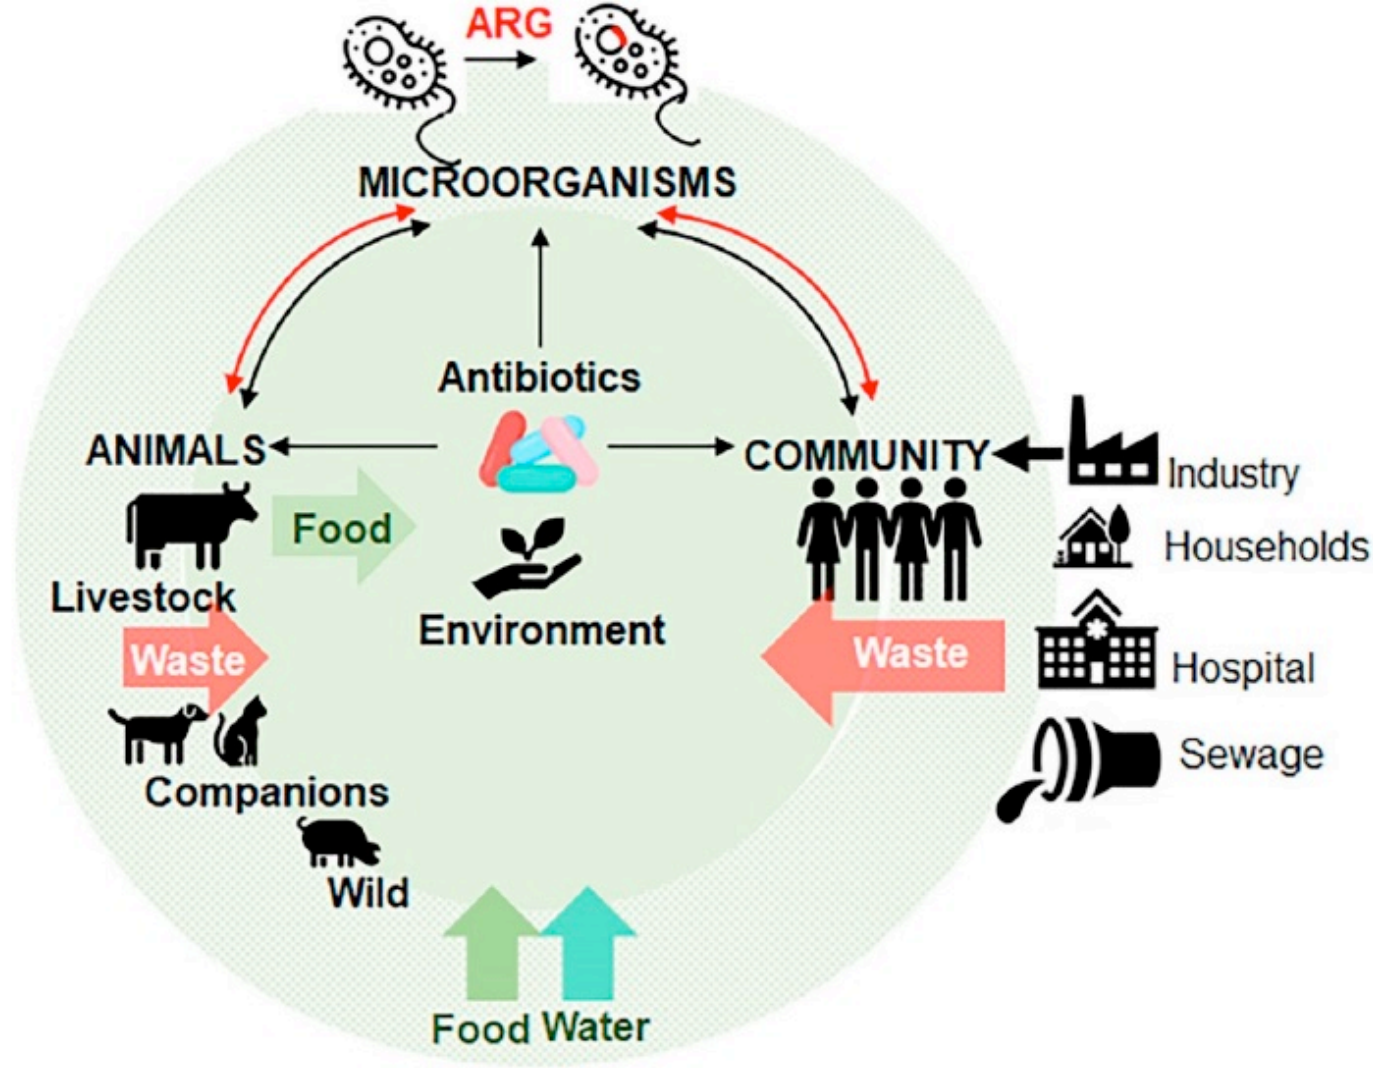 ARG
MICROORGANISMS
Antibiotics
ANIMALS
COMMUNITY
Industry
Food
Households
Livestock
Environment
Waste
Waste
Hospital
Sewage
Companions
Wild
Food Water